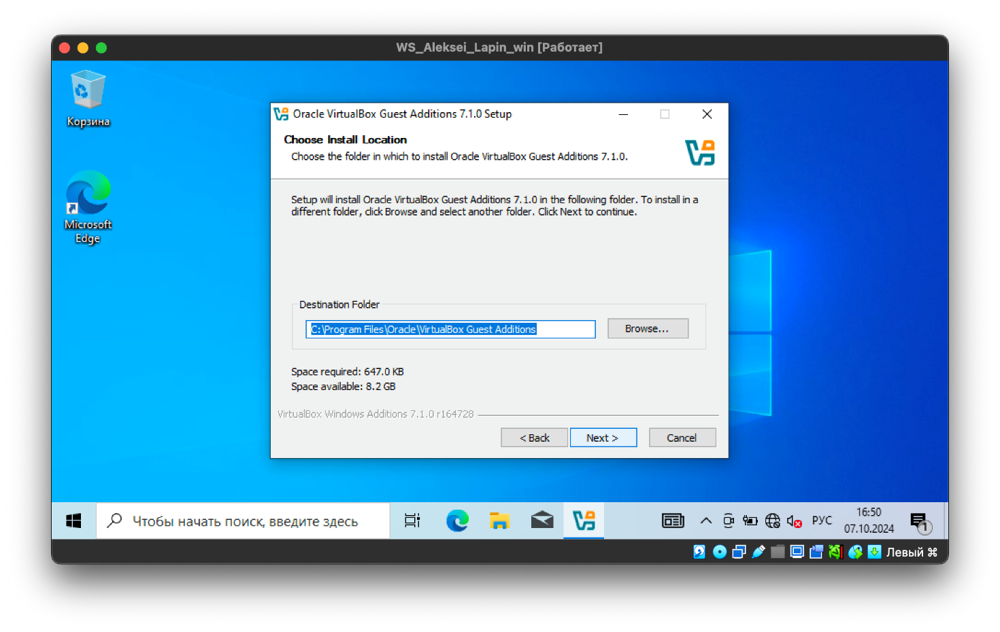 WS_Aleksei_Lapin_win [Работает]
Корзина
Microsoft
Edge
Oracle VirtualBox Guest Additions 7.1.0 Setup
Choose Install Location
Choose the folder in which to install Oracle VirtualBox Guest Additions 7.1.0.
Setup will install Oracle VirtualBox Guest Additions 7.1.0 in the following folder. To install in a
different folder, click Browse and select another folder. Click Next to continue.
Destination Folder
C:\Program Files\Oracle\VirtualBox Guest Additions
Browse...
Space required: 647.0 KB
Space available: 8.2 GB
VirtualBox Windows Additions 7.1.0 r164728
< Back
Next >
Cancel
Чтобы начать поиск, введите здесь
РУС
16:50
07.10.2024
1
Левый ⌘